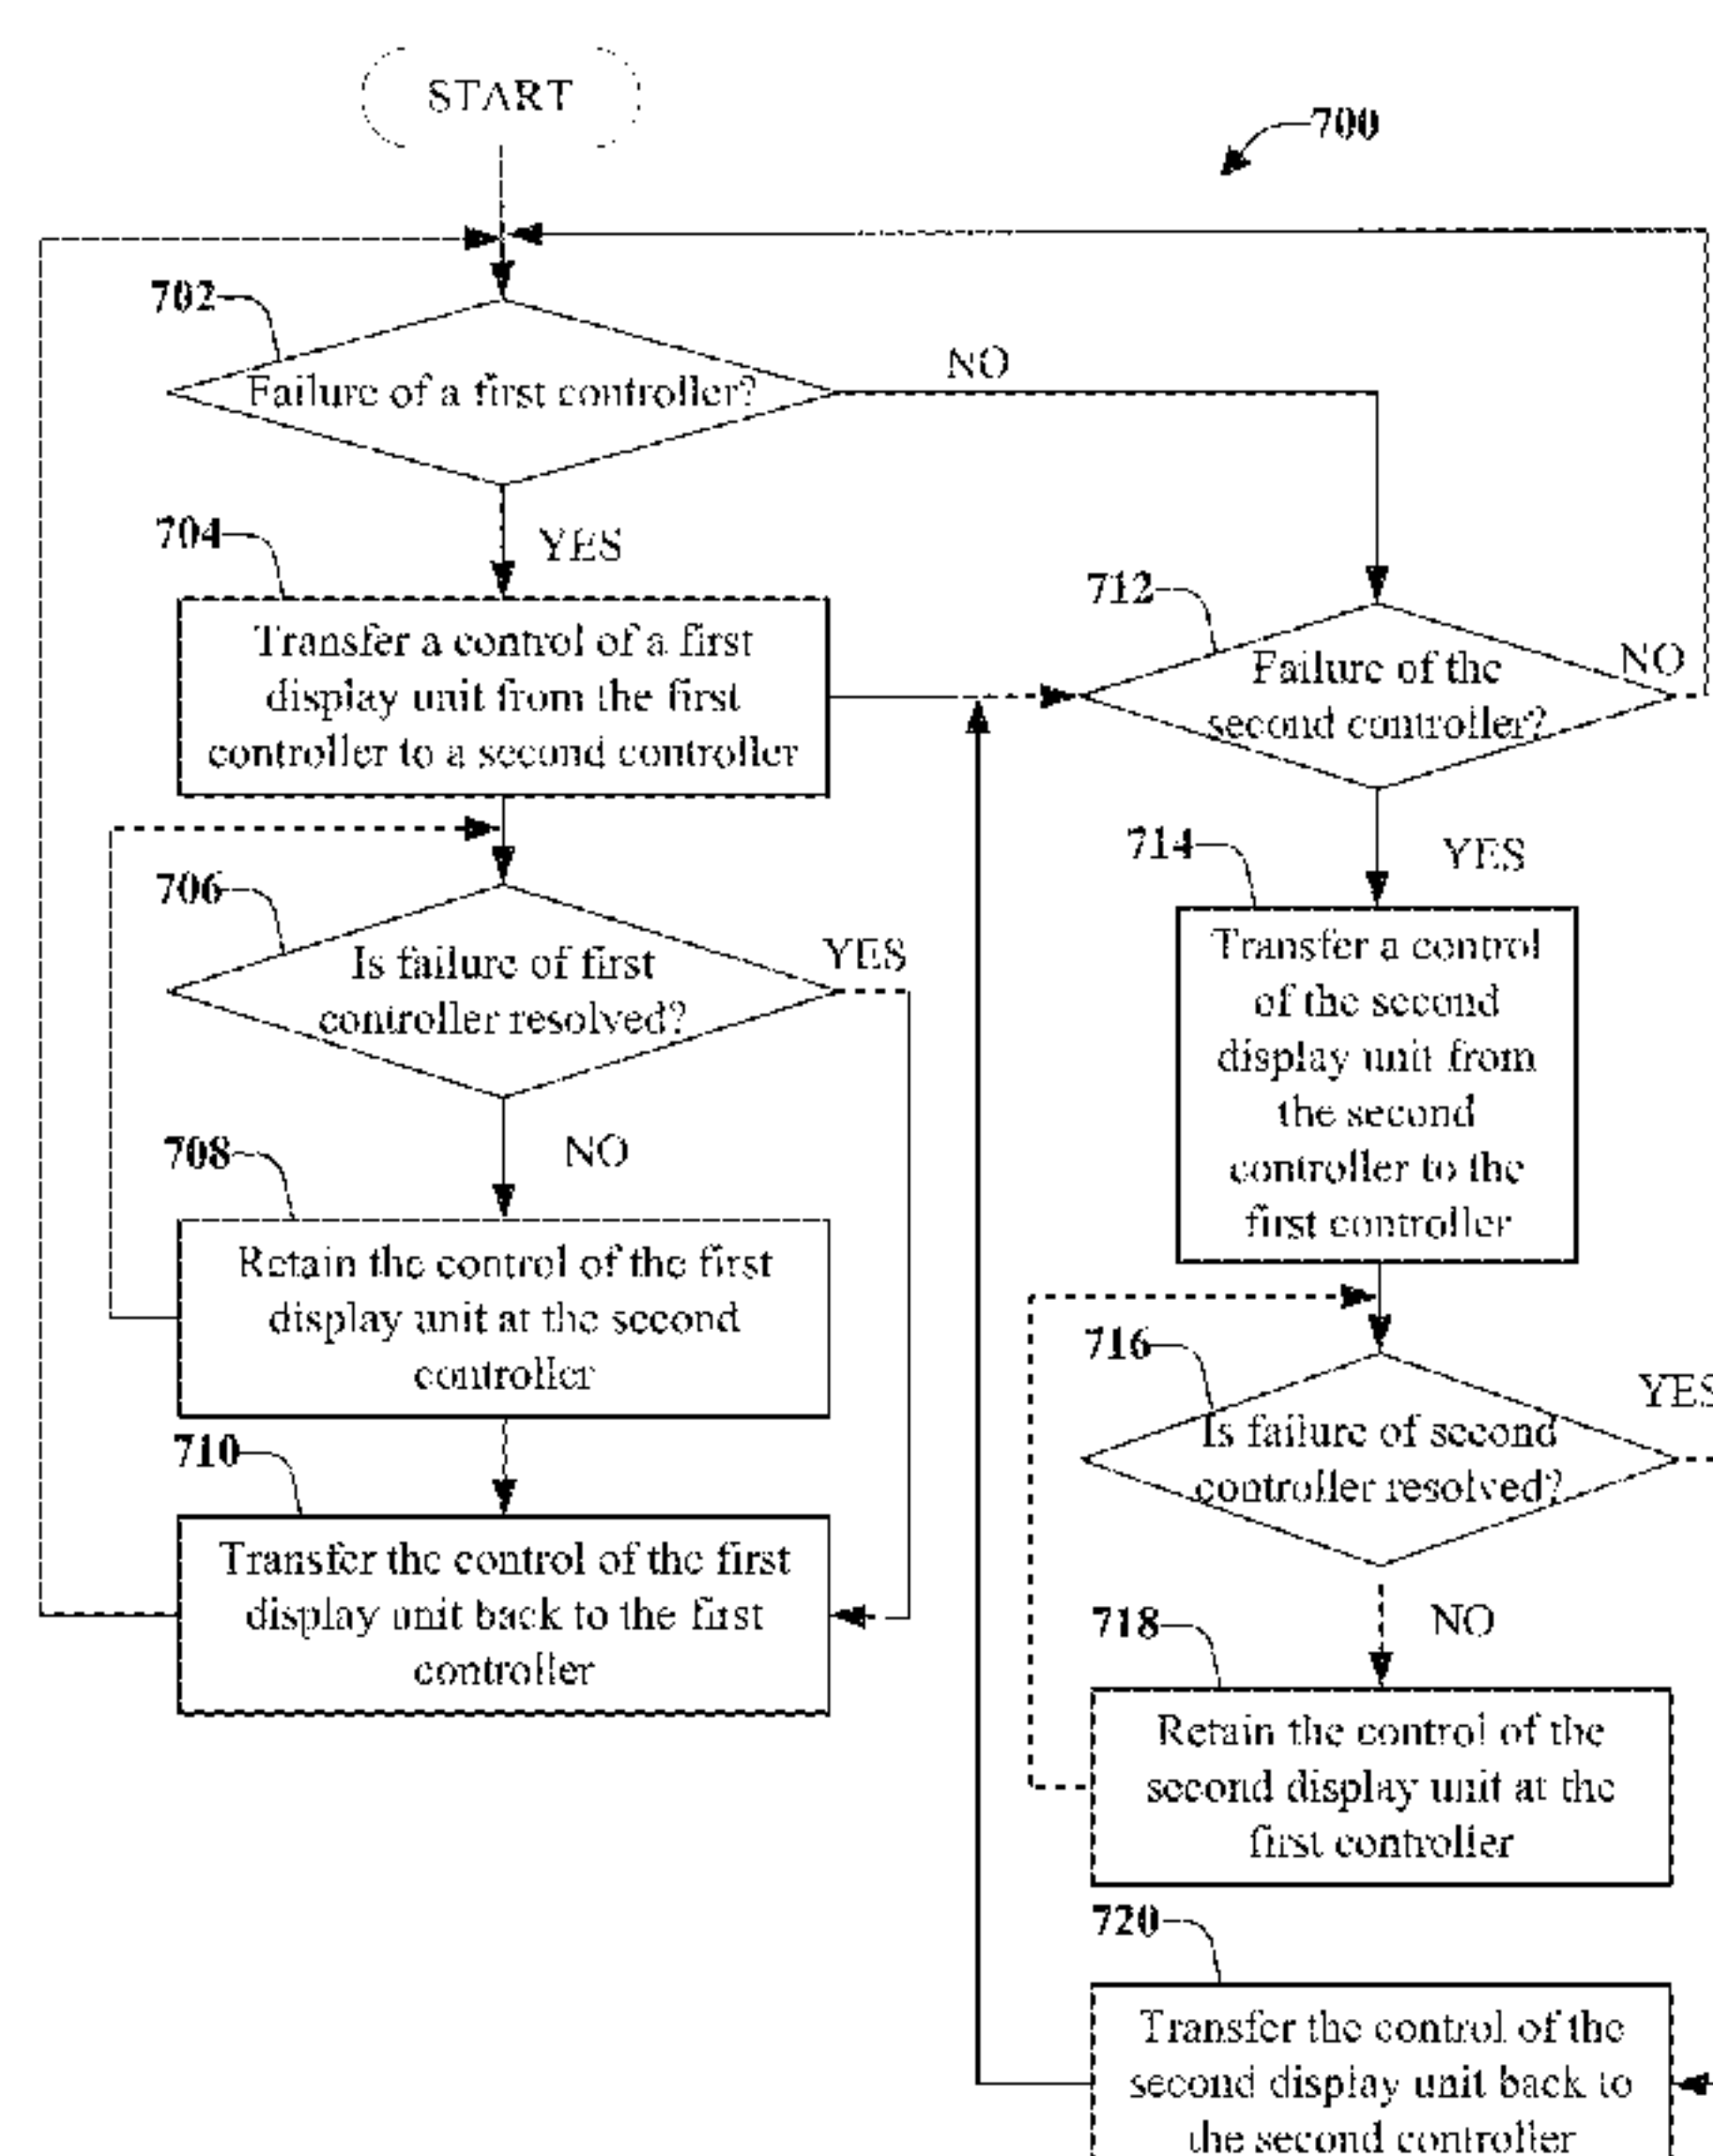 START
700
702
Failure of a first controller?
NO
YES
704
Transfer a control of a first
display unit from the first
controller to a second controller
712
Failure of the
second controller?
NO
YES
706
Is failure of first
controller resolved?
YES
NO
714
Transfer a control
of the second
display unit from
the second
controller to the
first controller
708
Retain the control of the first
display unit at the second
controller
716
Is failure of second
controller resolved?
YES
NO
710
Transfer the control of the first
display unit back to the first
controller
718
Retain the control of the
second display unit at the
first controller
720
Transfer the control of the
second display unit back to
the second controller